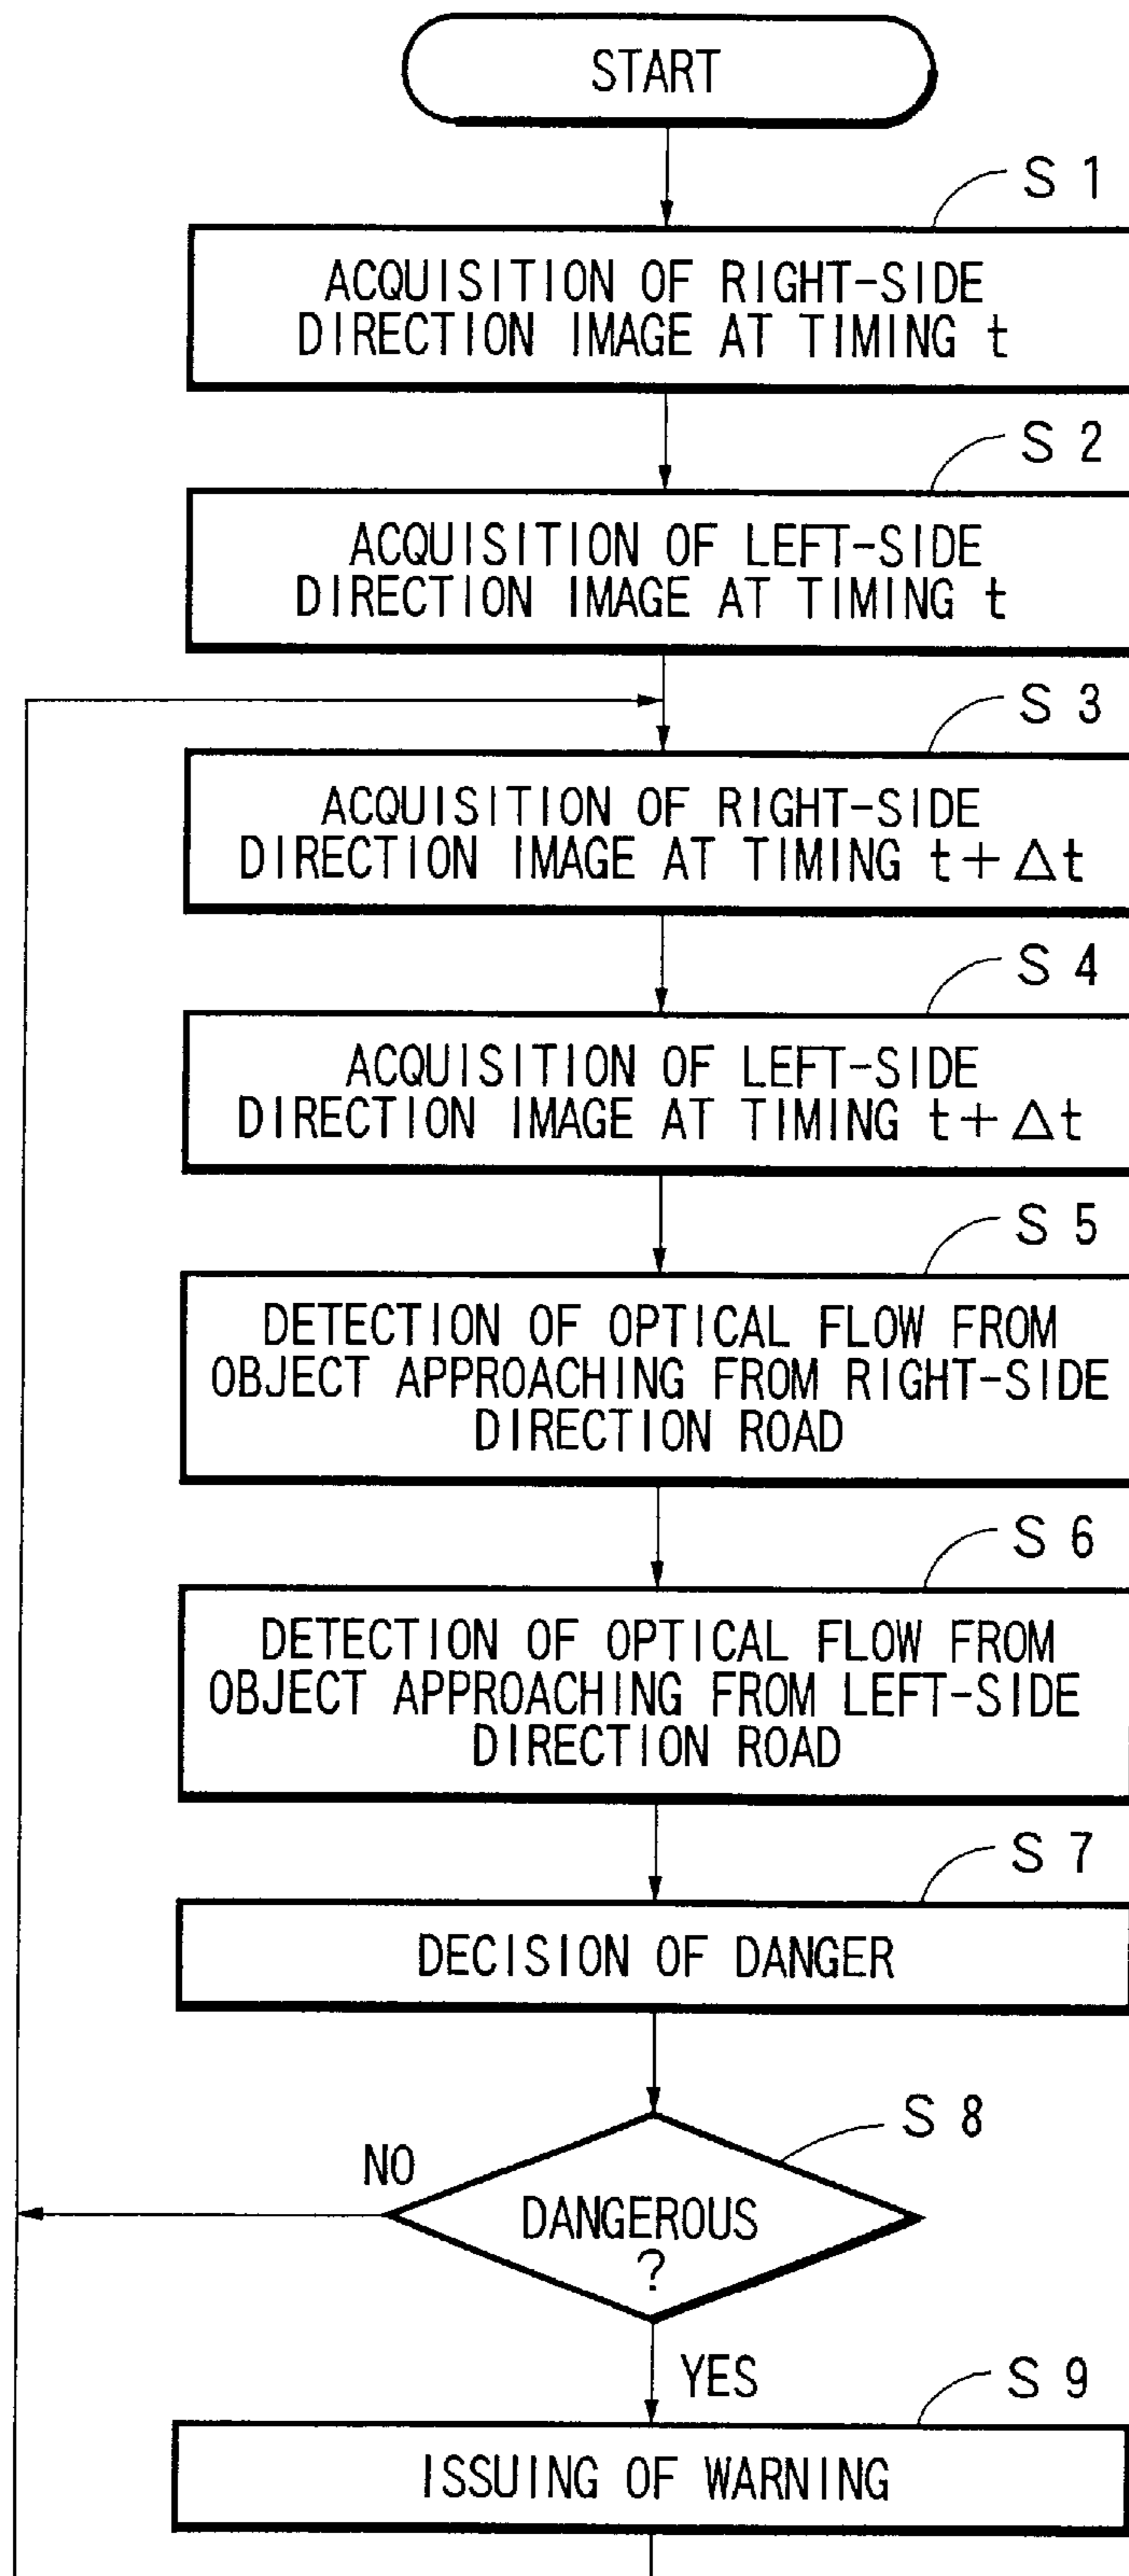 START
S 1
ACQUISITION OF RIGHT-SIDE
DIRECTION IMAGE AT TIMING t
S 2
ACQUISITION OF LEFT-SIDE
DIRECTION IMAGE AT TIMING t
S 3
ACQUISITION OF RIGHT-SIDE
DIRECTION IMAGE AT TIMING t+Δt
S 4
ACQUISITION OF LEFT-SIDE
DIRECTION IMAGE AT TIMING t+Δt
S 5
DETECTION OF OPTICAL FLOW FROM
OBJECT APPROACHING FROM RIGHT-SIDE
DIRECTION ROAD
S 6
DETECTION OF OPTICAL FLOW FROM
OBJECT APPROACHING FROM LEFT-SIDE
DIRECTION ROAD
S 7
DECISION OF DANGER
S 8
NO
DANGEROUS
?
YES
S 9
ISSUING OF WARNING